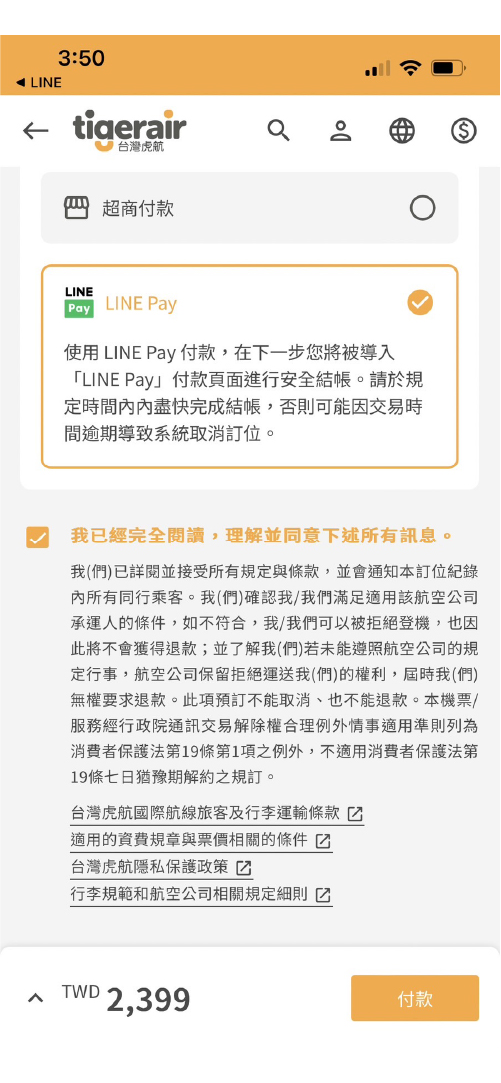 3:50
◀ LINE
tigerair
台灣虎航
超商付款
LINE
Pay
LINE Pay
使用 LINE Pay 付款，在下一步您將被導入
「LINE Pay」付款頁面進行安全結帳。請於規
定時間內內盡快完成結帳，否則可能因交易時
間逾期導致系統取消訂位。
我已經完全閱讀，理解並同意下述所有訊息。
我(們)已詳閱並接受所有規定與條款，並會通知本訂位紀錄
內所有同行乘客。我(們)確認我/我們滿足適用該航空公司
承運人的條件，如不符合，我/我們可以被拒絕登機，也因
此將不會獲得退款；並了解我(們)若未能遵照航空公司的規
定行事，航空公司保留拒絕運送我(們)的權利，屆時我(們)
無權要求退款。此項預訂不能取消、也不能退款。本機票/
服務經行政院通訊交易解除權合理例外情事適用準則列為
消費者保護法第19條第1項之例外，不適用消費者保護法第
19條七日猶豫期解約之規訂。
台灣虎航國際航線旅客及行李運輸條款
適用的資費規章與票價相關的條件
台灣虎航隱私保護政策
行李規範和航空公司相關規定細則
TWD 2,399
付款